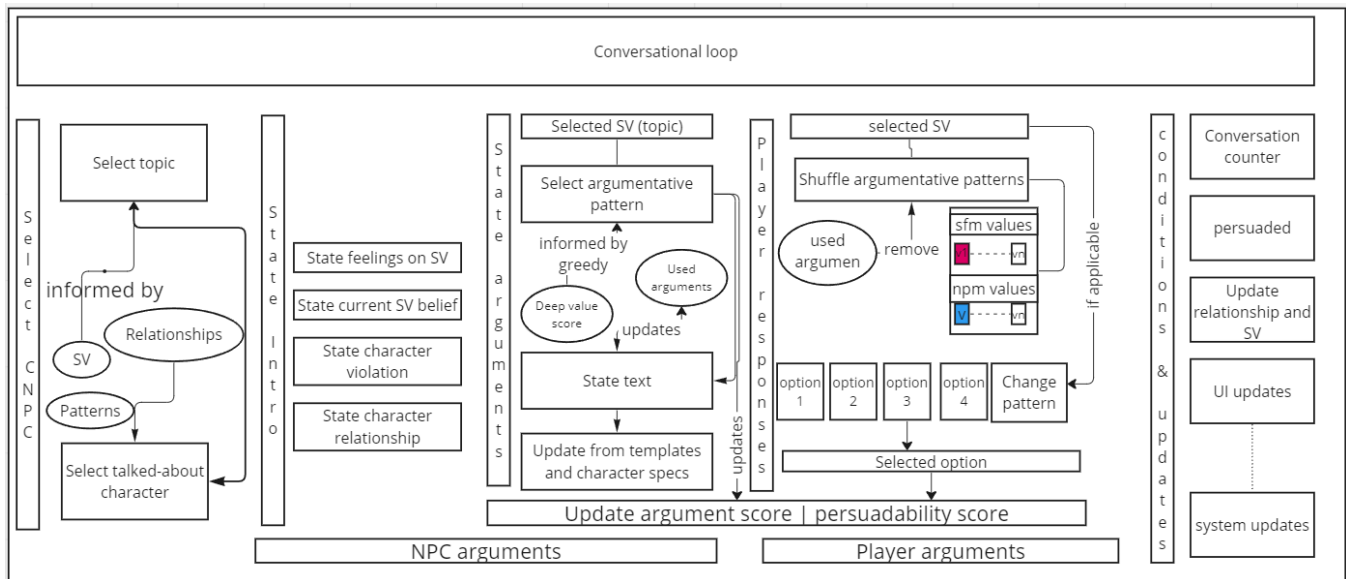 Conversational loop
Select CNPC
Select topic
informed by
SV
Relationships
Patterns
Select talked-about
character
State Intro
State feelings on SV
State current SV belief
State character
violation
State character
relationship
State arguments
Selected SV (topic)
Select argumentative
pattern
informed by
greedy
Deep value
score
Used
arguments
updates
State text
Update from templates
and character specs
updates
Player responses
selected SV
Shuffle argumentative patterns
used
argumen
remove
sfm values
v1
vn
npm values
v
vn
if applicable
option
1
option
2
option
3
option
4
Change
pattern
Selected option
Update argument score | persuadability score
NPC arguments
Player arguments
conditions & updates
Conversation
counter
persuaded
Update
relationship and
SV
UI updates
system updates